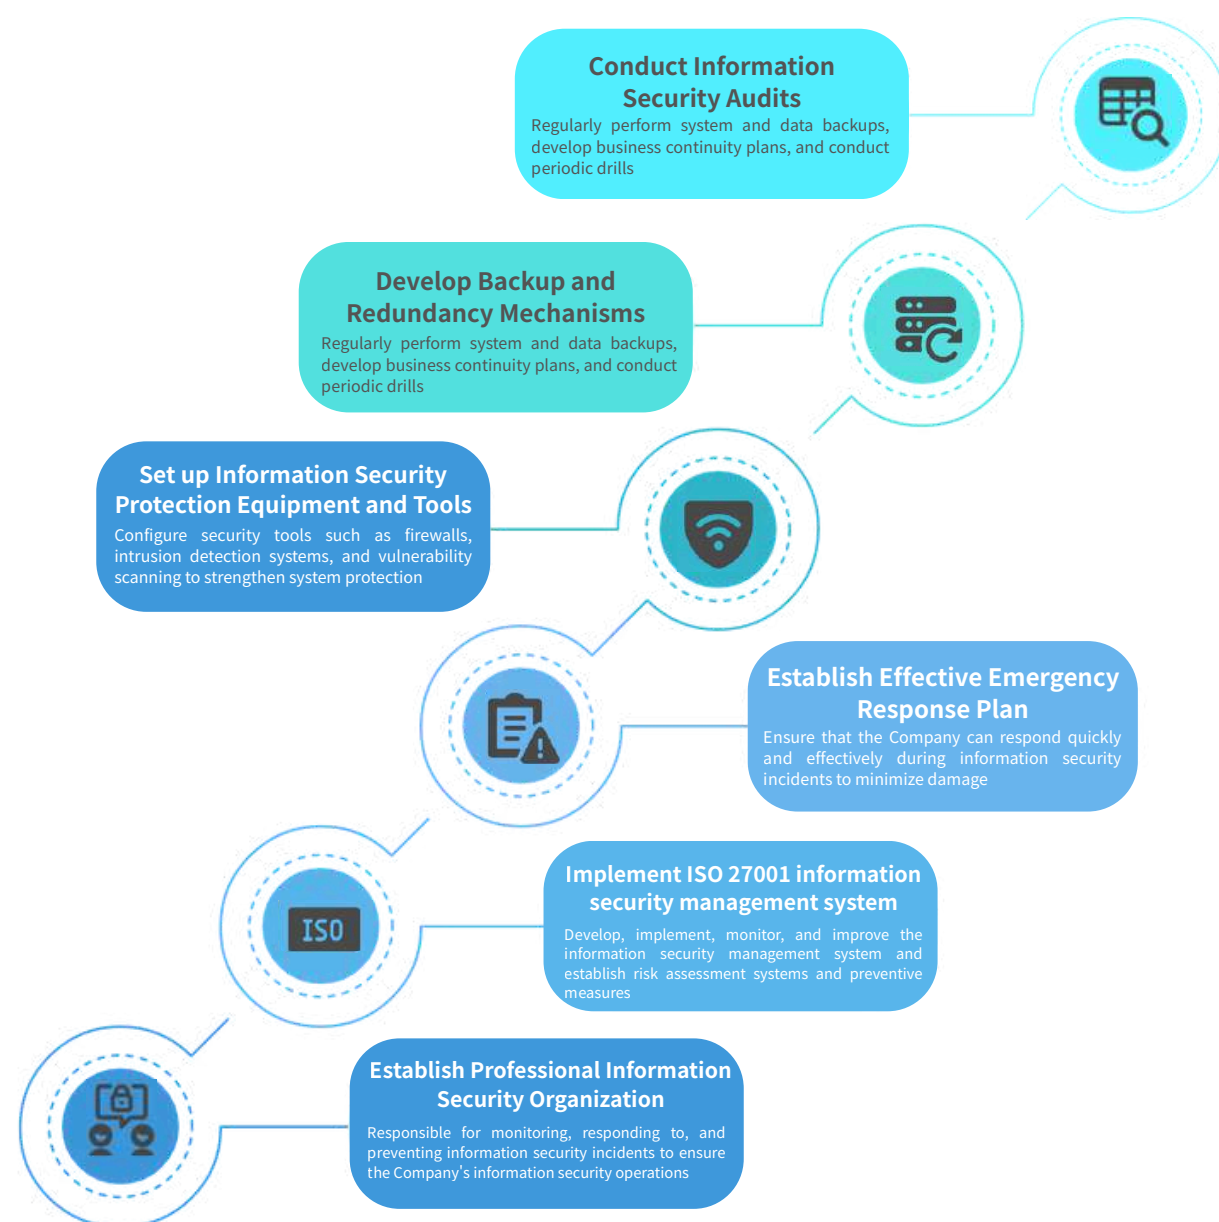 Conduct Information
Security Audits
Regularly perform system and data backups,
develop business continuity plans, and conduct
periodic drills
Develop Backup and
Redundancy Mechanisms
Regularly perform system and data backups,
develop business continuity plans, and conduct
periodic drills
Set up Information Security
Protection Equipment and Tools
Configure security tools such as firewalls,
intrusion detection systems, and vulnerability
scanning to strengthen system protection
Establish Effective Emergency
Response Plan
Ensure that the Company can respond quickly
and effectively during information security
incidents to minimize damage
ISO
Implement ISO 27001 information
security management system
Develop, implement, monitor, and improve the
information security management system and
establish risk assessment systems and preventive
measures
Establish Professional Information
Security Organization
Responsible for monitoring, responding to, and
preventing information security incidents to ensure
the Company's information security operations